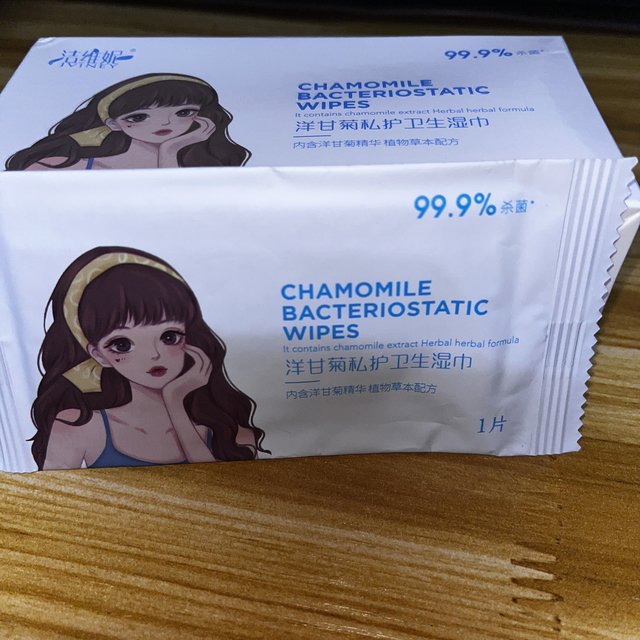 洁维妮
99.9% 杀菌*
CHAMOMILE
BACTERIOSTATIC
WIPES
It contains chamomile extract Herbal herbal formula
洋甘菊私护卫生湿巾
内含洋甘菊精华 植物草本配方
99.9% 杀菌*
CHAMOMILE
BACTERIOSTATIC
WIPES
It contains chamomile extract Herbal herbal formula
洋甘菊私护卫生湿巾
内含洋甘菊精华 植物草本配方
1片